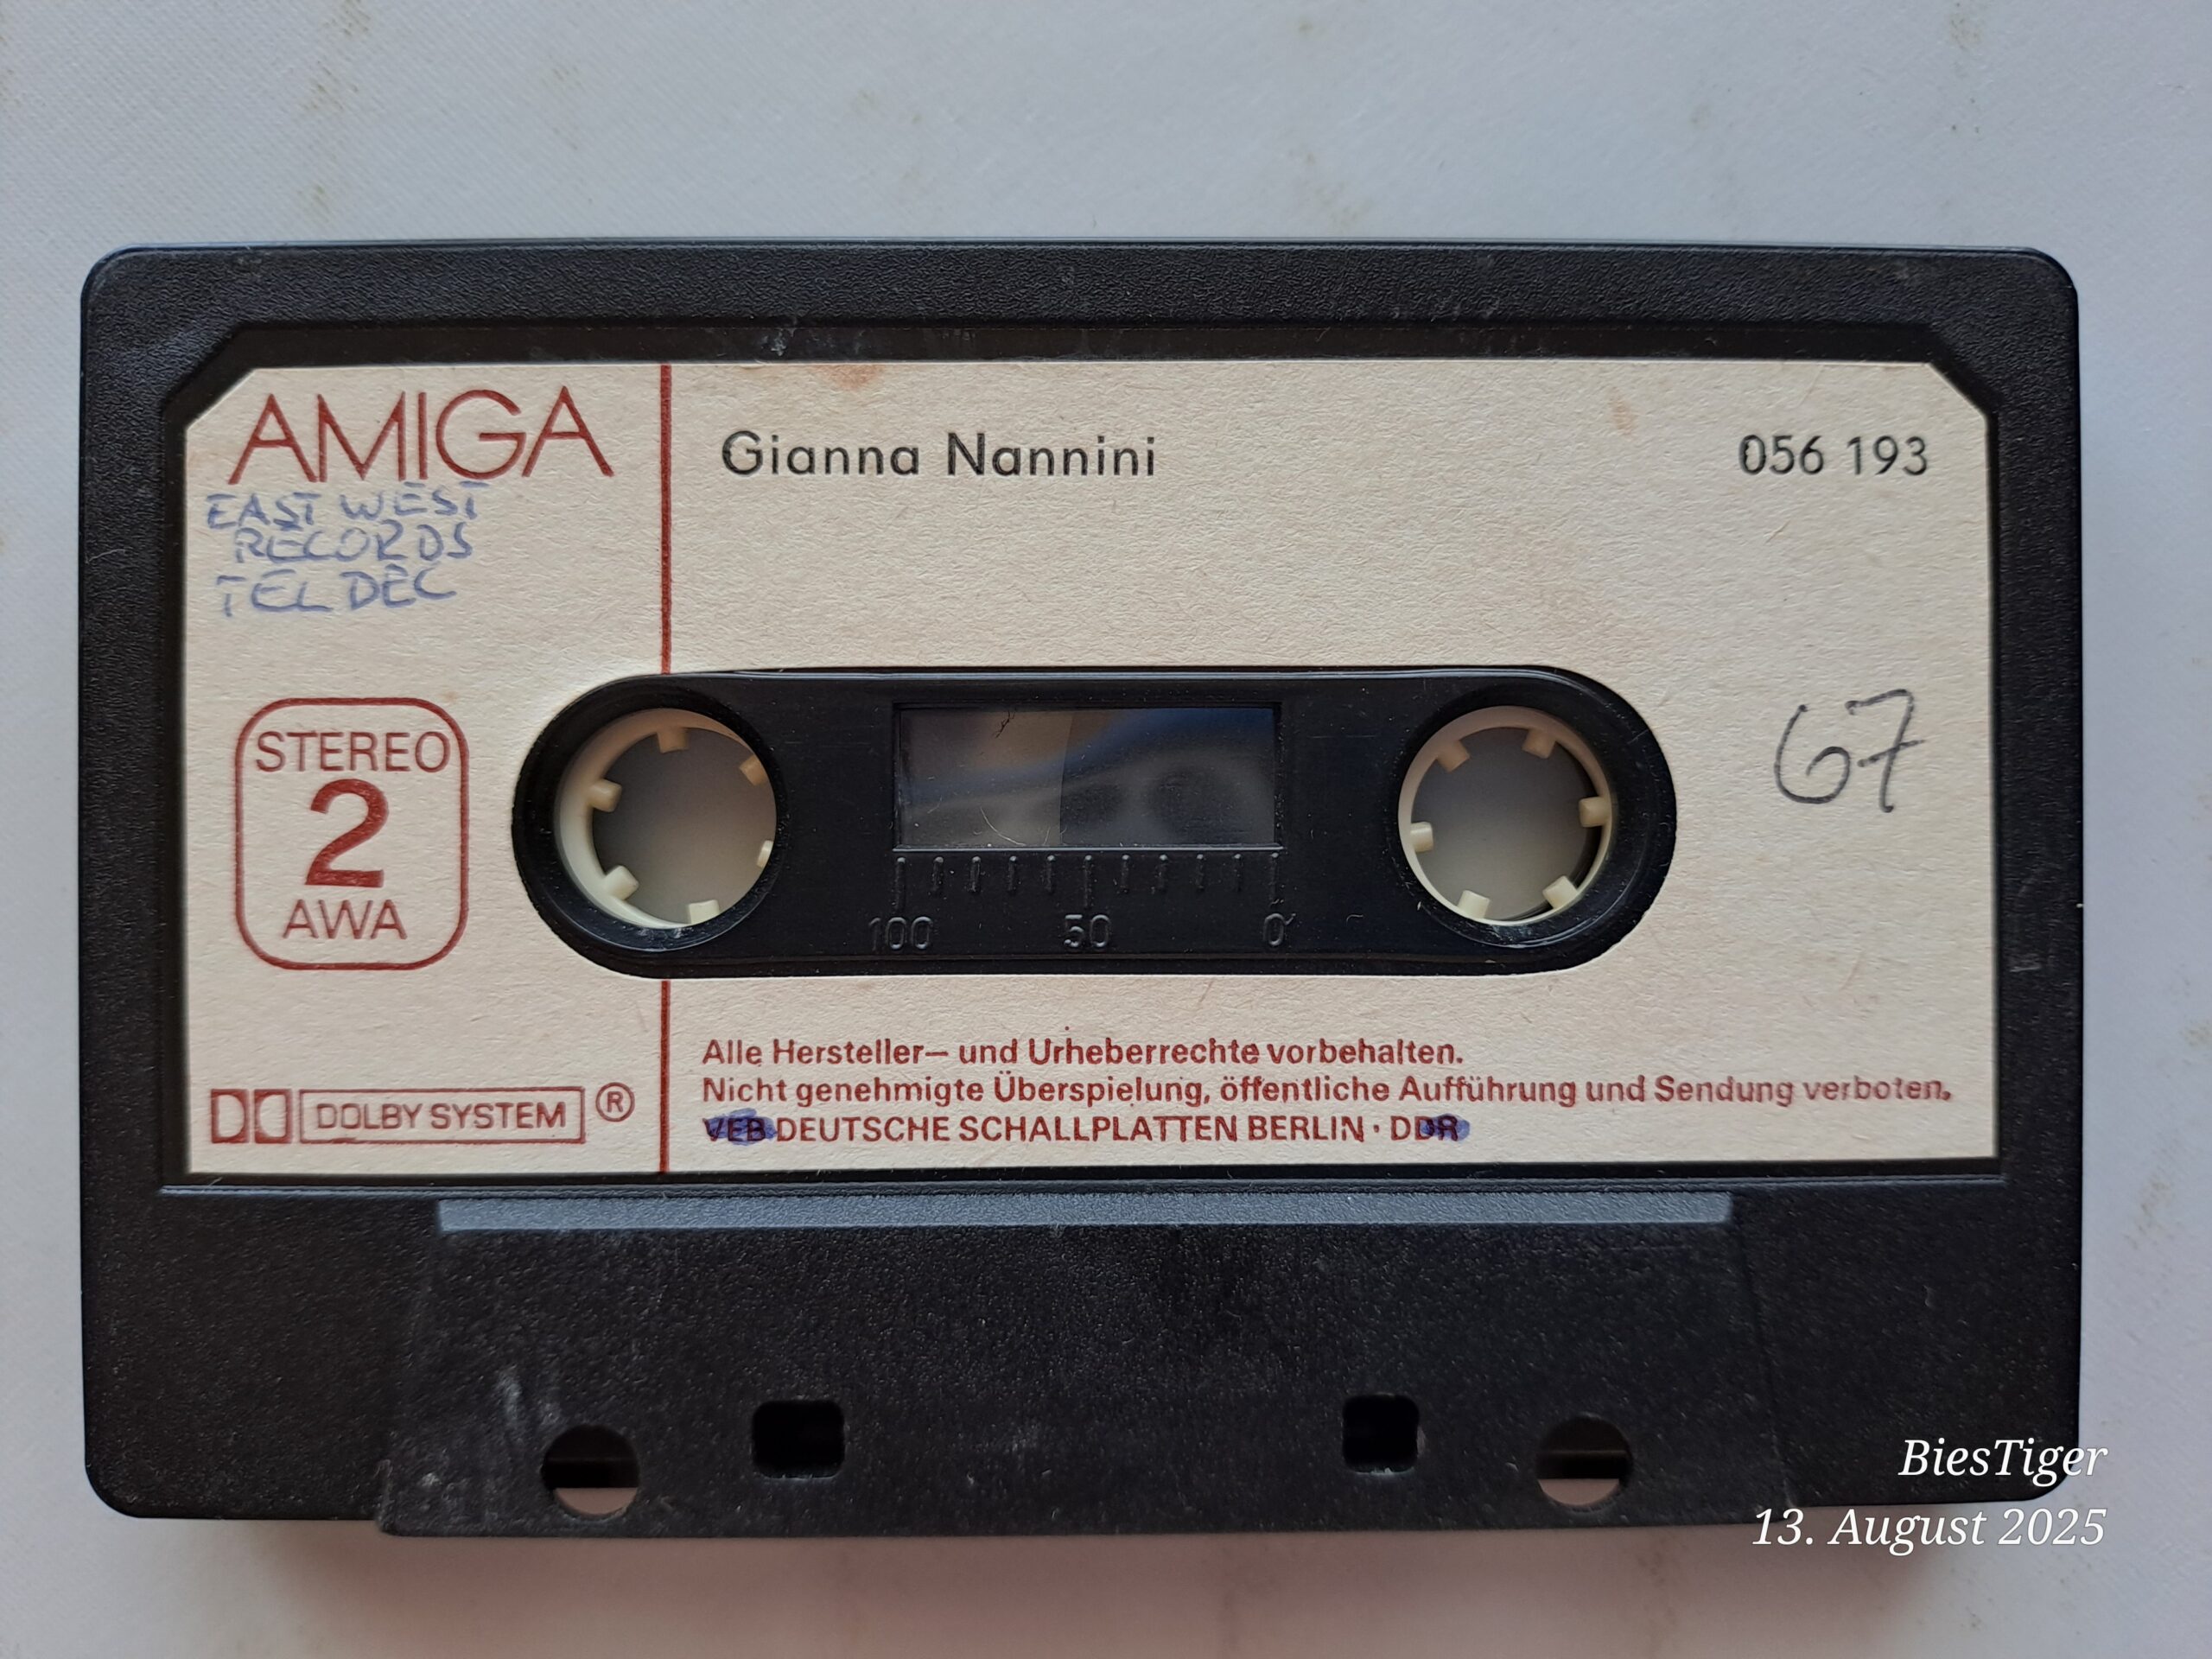 AMIGA
EAST WEST
RECORDS
TELDEC
Gianna Nannini
056 193
STEREO
2
AWA
67
100 50 0
DOLBY SYSTEM ®
Alle Hersteller– und Urheberrechte vorbehalten.
Nicht genehmigte Überspielung, öffentliche Aufführung und Sendung verboten.
VEB DEUTSCHE SCHALLPLATTEN BERLIN · DDR
BiesTiger
13. August 2025